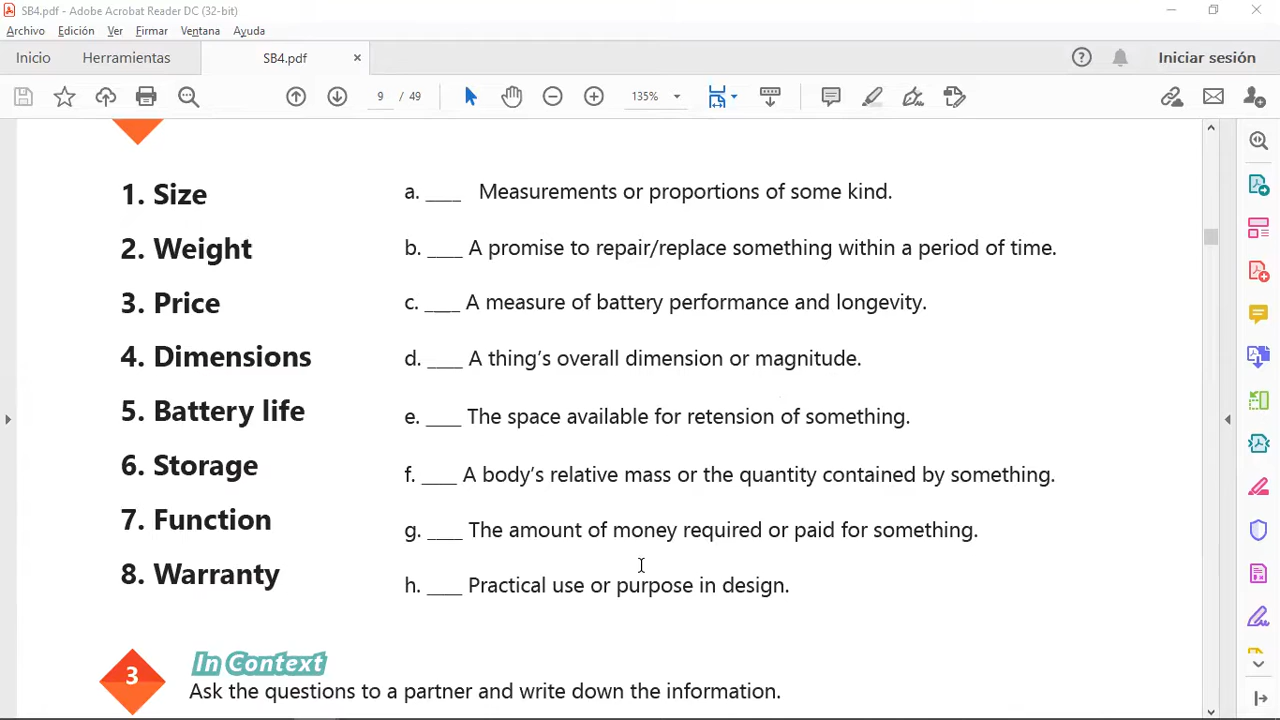 SB4.pdf - Adobe Acrobat Reader DC (32-bit)
Archivo Edición Ver Firmar Ventana Ayuda
Inicio Herramientas SB4.pdf × Iniciar sesión
9 / 49 135%
1. Size
a. ____ Measurements or proportions of some kind.
2. Weight
b. ____ A promise to repair/replace something within a period of time.
3. Price
c. ____ A measure of battery performance and longevity.
4. Dimensions
d. ____ A thing's overall dimension or magnitude.
5. Battery life
e. ____ The space available for retension of something.
6. Storage
f. ____ A body's relative mass or the quantity contained by something.
7. Function
g. ____ The amount of money required or paid for something.
8. Warranty
h. ____ Practical use or purpose in design.
3 In Context
Ask the questions to a partner and write down the information.